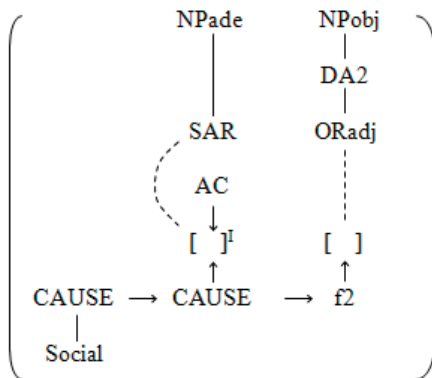 NPade NPobj
DA2
SAR ORadj
AC
[ ]ᴵ [ ]
CAUSE → CAUSE → f2
Social